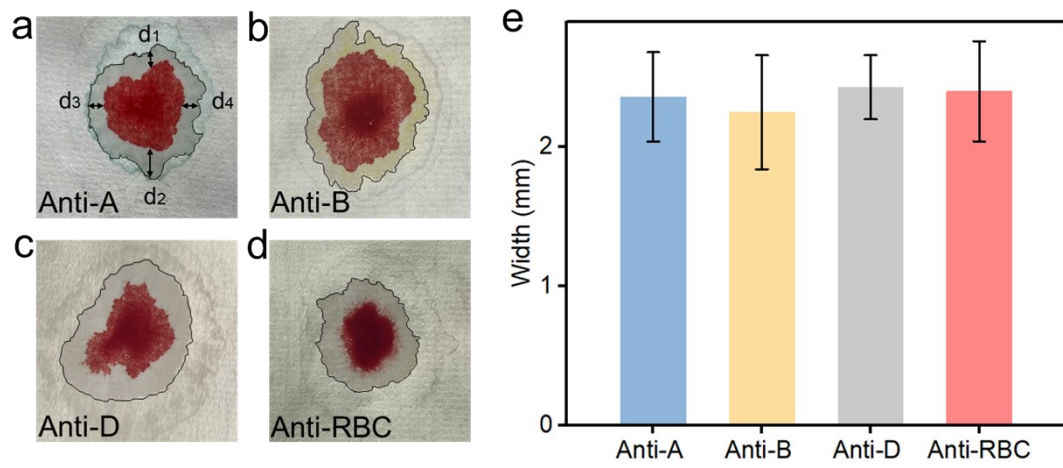 a
d1
d3
d4
d2
Anti-A
b
Anti-B
c
Anti-D
d
Anti-RBC
e
Width (mm)
2
1
0
Anti-A
Anti-B
Anti-D
Anti-RBC